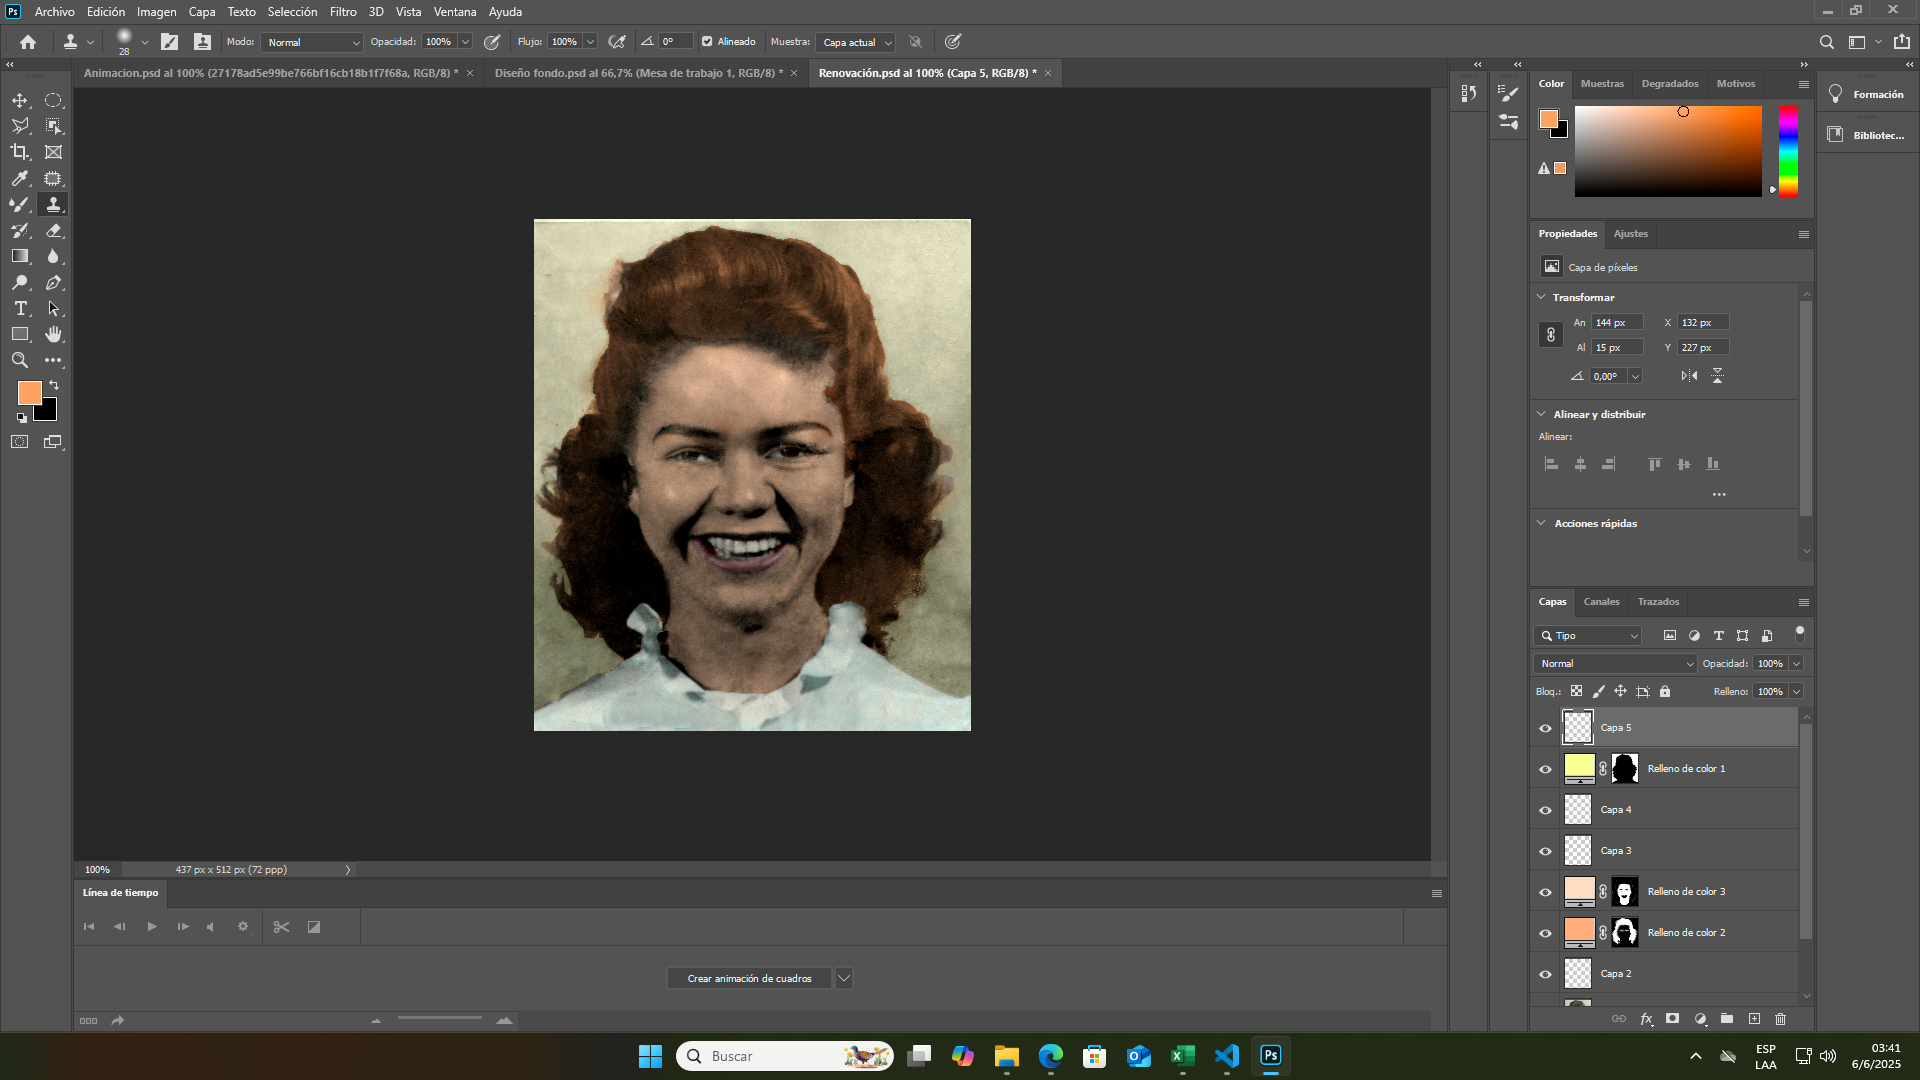 Ps Archivo Edición Imagen Capa Texto Selección Filtro 3D Vista Ventana Ayuda
28 Modo: Normal Opacidad: 100% Flujo: 100% 0° Alineado Muestra: Capa actual
Animacion.psd al 100% (27178ad5e99be766bf16cb18b1f7f68a, RGB/8) * Diseño fondo.psd al 66,7% (Mesa de trabajo 1, RGB/8) * Renovación.psd al 100% (Capa 5, RGB/8) *
Color Muestras Degradados Motivos
Formación
Bibliotec...
Propiedades Ajustes
Capa de píxeles
Transformar
An 144 px X 132 px
Al 15 px Y 227 px
0,00°
Alinear y distribuir
Alinear:
Acciones rápidas
Capas Canales Trazados
Tipo
Normal Opacidad: 100%
Bloq.: Relleno: 100%
Capa 5
Relleno de color 1
Capa 4
Capa 3
Relleno de color 3
Relleno de color 2
Capa 2
fx
100% 437 px x 512 px (72 ppp)
Línea de tiempo
Crear animación de cuadros
Buscar
Ps
ESP
LAA
03:41
6/6/2025